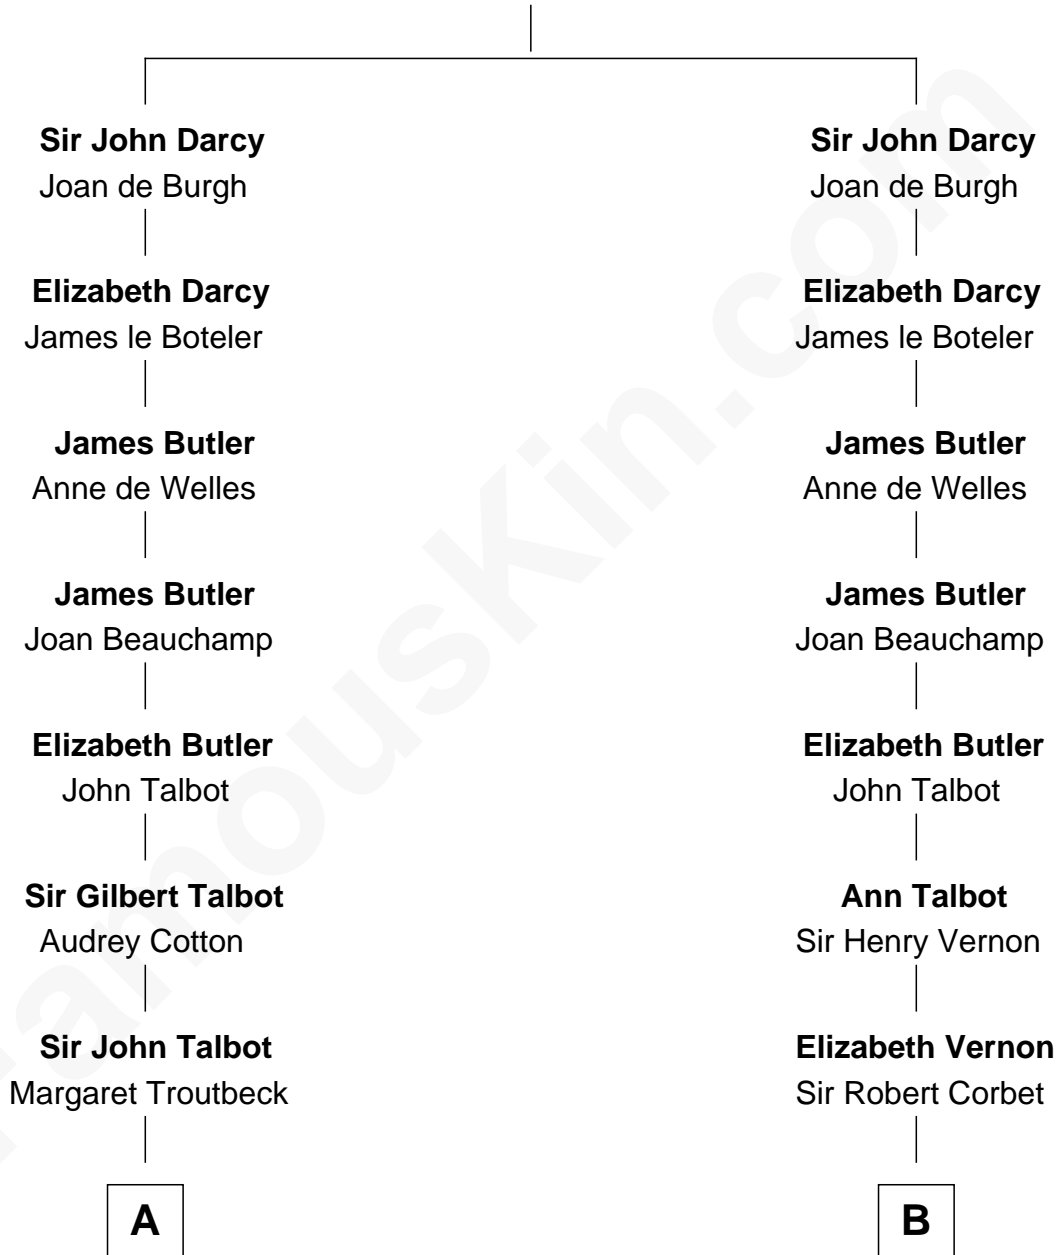 Sir John Darcy
Joan de Burgh
Elizabeth Darcy
James le Boteler
James Butler
Anne de Welles
James Butler
Joan Beauchamp
Elizabeth Butler
John Talbot
Sir Gilbert Talbot
Audrey Cotton
Sir John Talbot
Margaret Troutbeck
A
Sir John Darcy
Joan de Burgh
Elizabeth Darcy
James le Boteler
James Butler
Anne de Welles
James Butler
Joan Beauchamp
Elizabeth Butler
John Talbot
Ann Talbot
Sir Henry Vernon
Elizabeth Vernon
Sir Robert Corbet
B
FamousKin.com